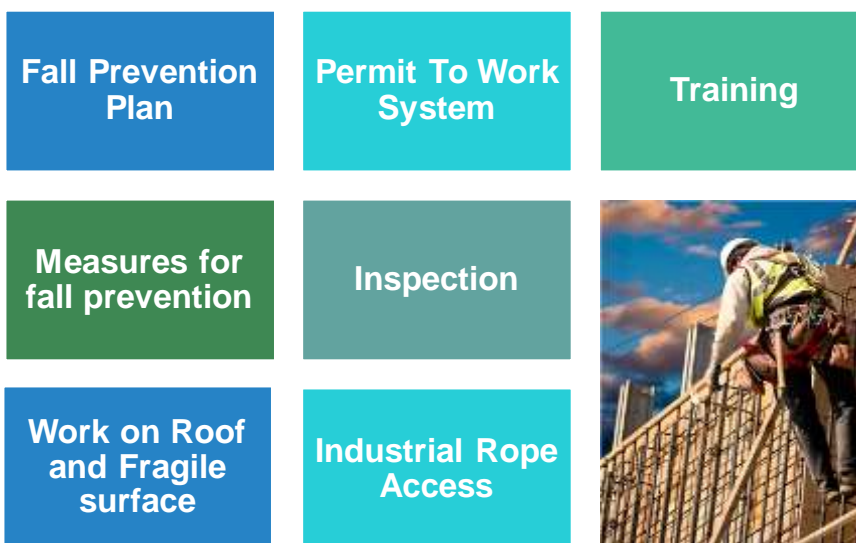 Fall Prevention
Plan
Permit To Work
System
Training
Measures for
fall prevention
Inspection
Work on Roof
and Fragile
surface
Industrial Rope
Access